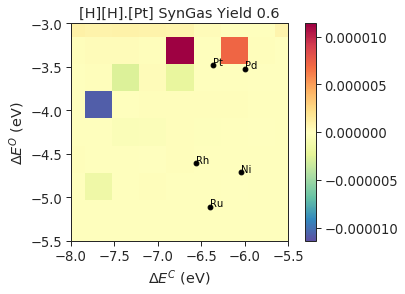 [H][H].[Pt] SynGas Yield 0.6
−3.0
−3.5
−4.0
−4.5
−5.0
−5.5
ΔE^O (eV)
Pt
Pd
Rh
Ni
Ru
−8.0 −7.5 −7.0 −6.5 −6.0 −5.5
ΔE^C (eV)
0.000010
0.000005
0.000000
−0.000005
−0.000010